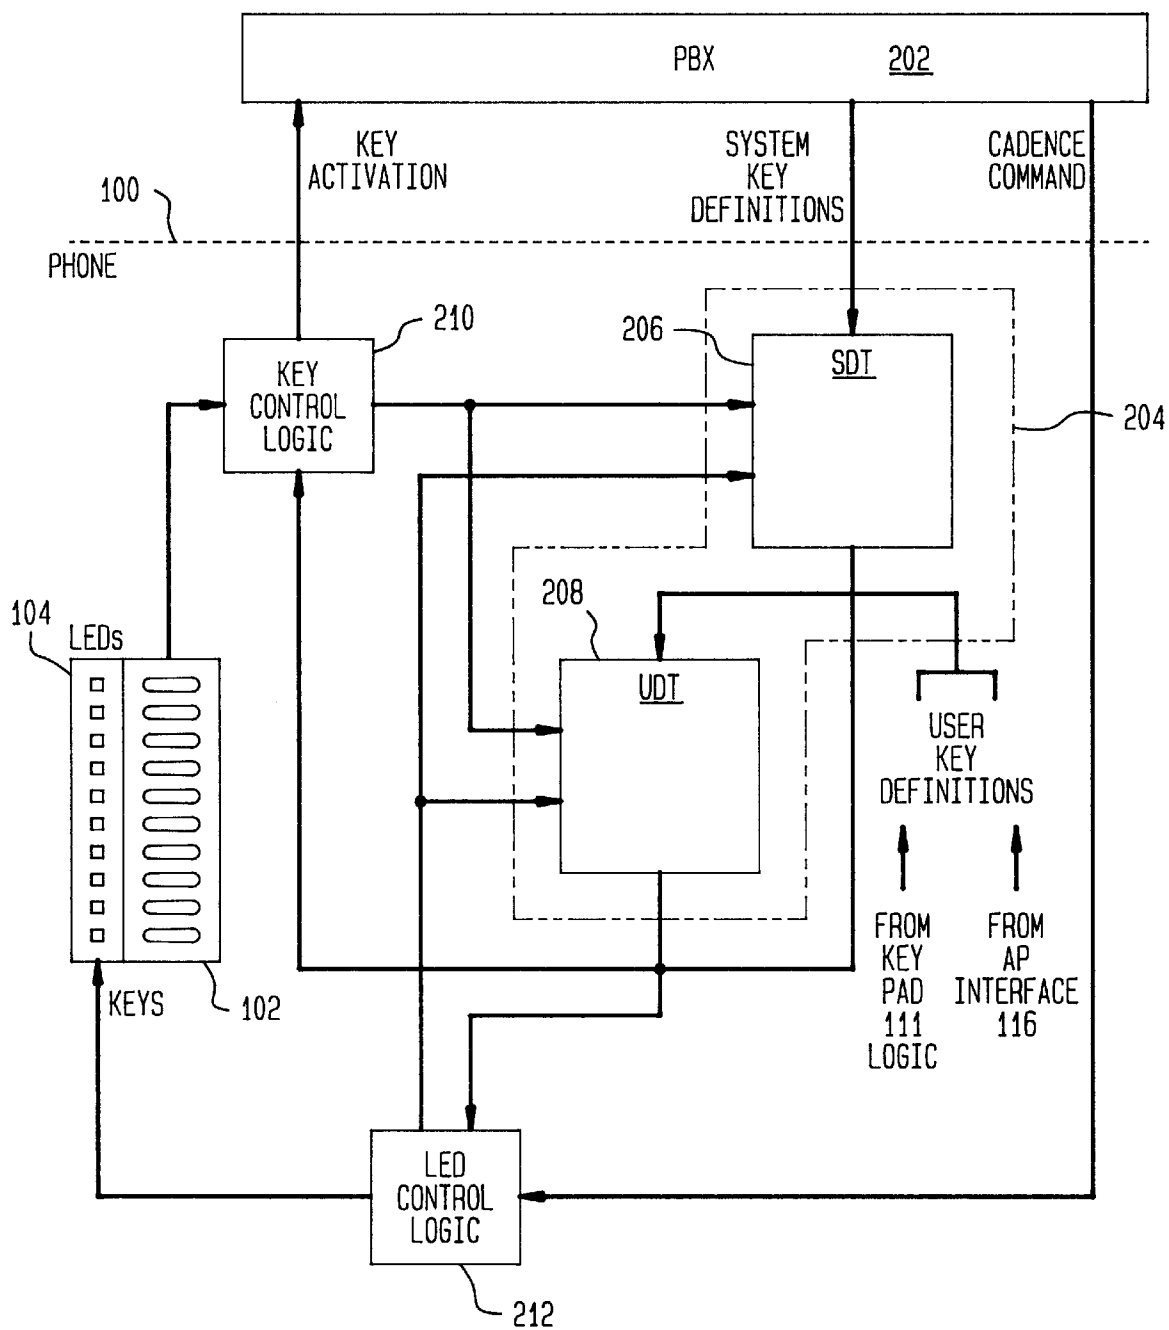 PBX 202
KEY
ACTIVATION
SYSTEM
KEY
DEFINITIONS
CADENCE
COMMAND
100
PHONE
210
KEY
CONTROL
LOGIC
206
SDT
204
208
UDT
104
LEDs
USER
KEY
DEFINITIONS
FROM
KEY
PAD
111
LOGIC
FROM
AP
INTERFACE
116
KEYS
102
LED
CONTROL
LOGIC
212